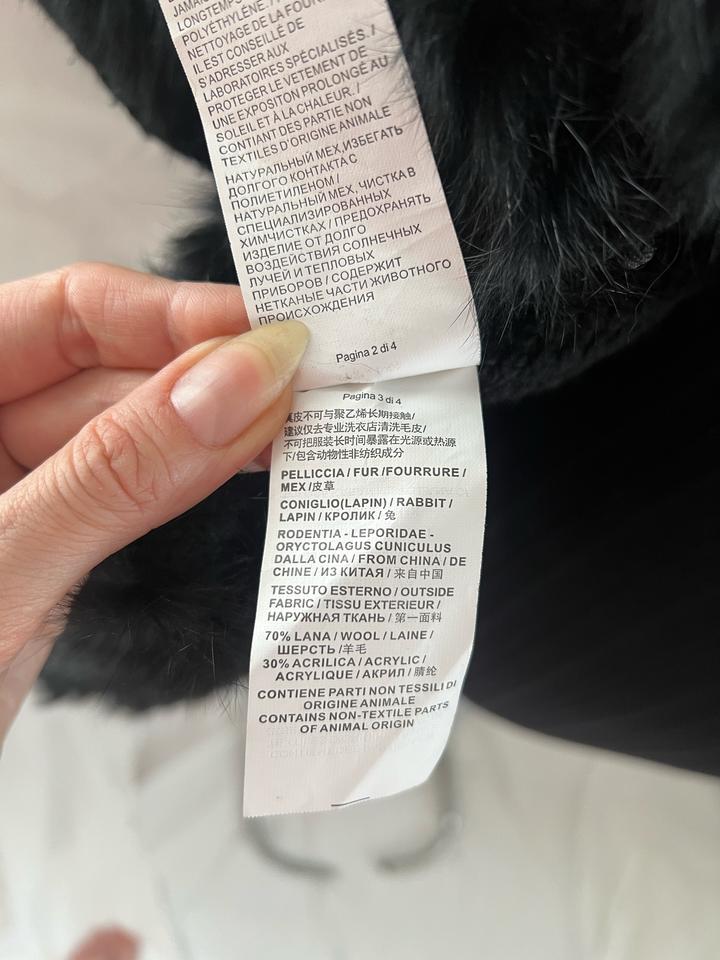 LONGTEMPS
POLYÉTHYLÈNE. /
NETTOYAGE DE LA FOURRURE
IL EST CONSEILLÉ DE
S'ADRESSER AUX
LABORATOIRES SPÉCIALISÉS. /
PROTEGER LE VETEMENT DE
UNE EXPOSITON PROLONGÉ AU
SOLEIL ET À LA CHALEUR. /
CONTIANT DES PARTIE NON
TEXTILES D'ORIGINE ANIMALE
НАТУРАЛЬНЫЙ МЕХ,ИЗБЕГАТЬ
ДОЛГОГО КОНТАКТА С
ПОЛИЕТИЛЕНОМ /
НАТУРАЛЬНЫЙ МЕХ, ЧИСТКА В
СПЕЦИАЛИЗИРОВАННЫХ
ХИМЧИСТКАХ / ПРЕДОХРАНЯТЬ
ИЗДЕЛИЕ ОТ ДОЛГО
ВОЗДЕЙСТВИЯ СОЛНЕЧНЫХ
ЛУЧЕЙ И ТЕПЛОВЫХ
ПРИБОРОВ / СОДЕРЖИТ
НЕТКАНЫЕ ЧАСТИ ЖИВОТНОГО
ПРОИСХОЖДЕНИЯ
Pagina 2 di 4
Pagina 3 di 4
真皮不可与聚乙烯长期接触/
建议仅去专业洗衣店清洗毛皮/
不可把服装长时间暴露在光源或热源
下/包含动物性非纺织成分
PELLICCIA / FUR /FOURRURE /
MEX /皮草
CONIGLIO(LAPIN) / RABBIT /
LAPIN / КРОЛИК / 兔
RODENTIA - LEPORIDAE -
ORYCTOLAGUS CUNICULUS
DALLA CINA / FROM CHINA / DE
CHINE / ИЗ КИТАЯ / 来自中国
TESSUTO ESTERNO / OUTSIDE
FABRIC / TISSU EXTERIEUR /
НАРУЖНАЯ ТКАНЬ / 第一面料
70% LANA / WOOL / LAINE /
ШЕРСТЬ /羊毛
30% ACRILICA / ACRYLIC /
ACRYLIQUE / АКРИЛ / 腈纶
CONTIENE PARTI NON TESSILI DI
ORIGINE ANIMALE
CONTAINS NON-TEXTILE PARTS
OF ANIMAL ORIGIN